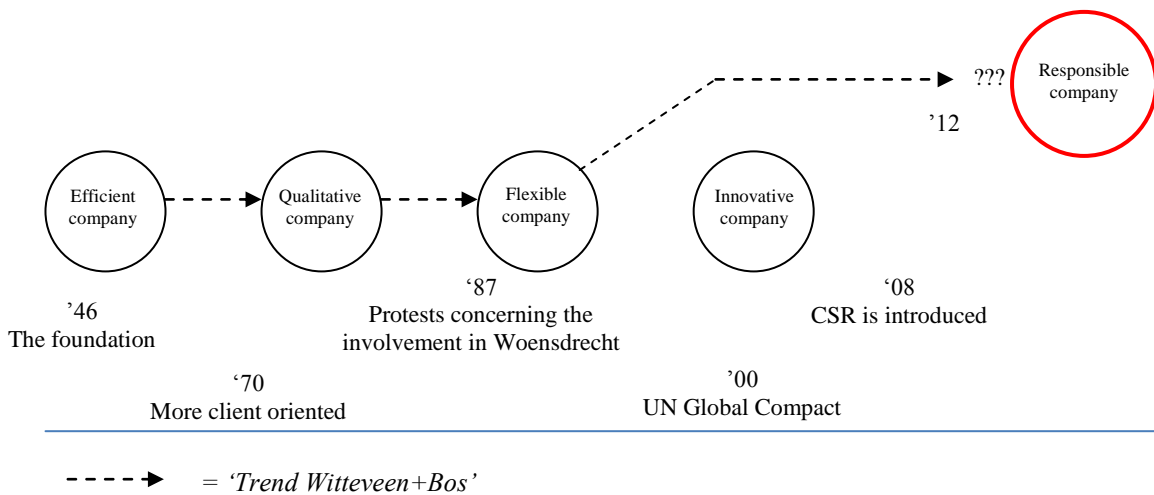 ??? Responsible
company
’12
Efficient
company
Qualitative
company
Flexible
company
Innovative
company
’46
The foundation
‘87
Protests concerning the
involvement in Woensdrecht
‘08
CSR is introduced
‘70
More client oriented
’00
UN Global Compact
= ‘Trend Witteveen+Bos’